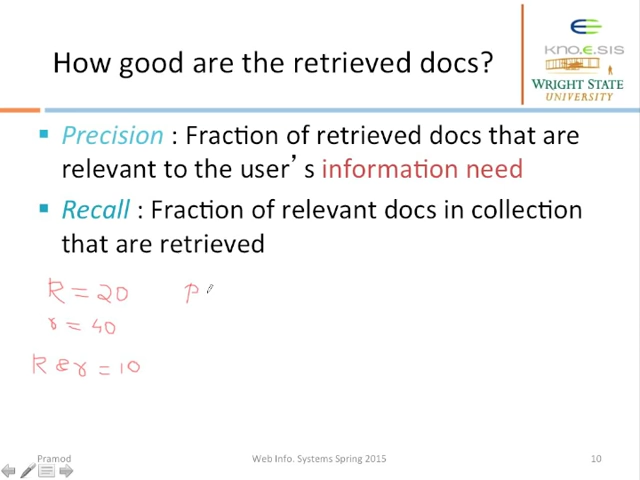 How good are the retrieved docs?
kno.e.sis
WRIGHT STATE
UNIVERSITY
Precision : Fraction of retrieved docs that are
relevant to the user's information need
Recall : Fraction of relevant docs in collection
that are retrieved
R = 20
r = 40
R & r = 10
P
Pramod
Web Info. Systems Spring 2015
10